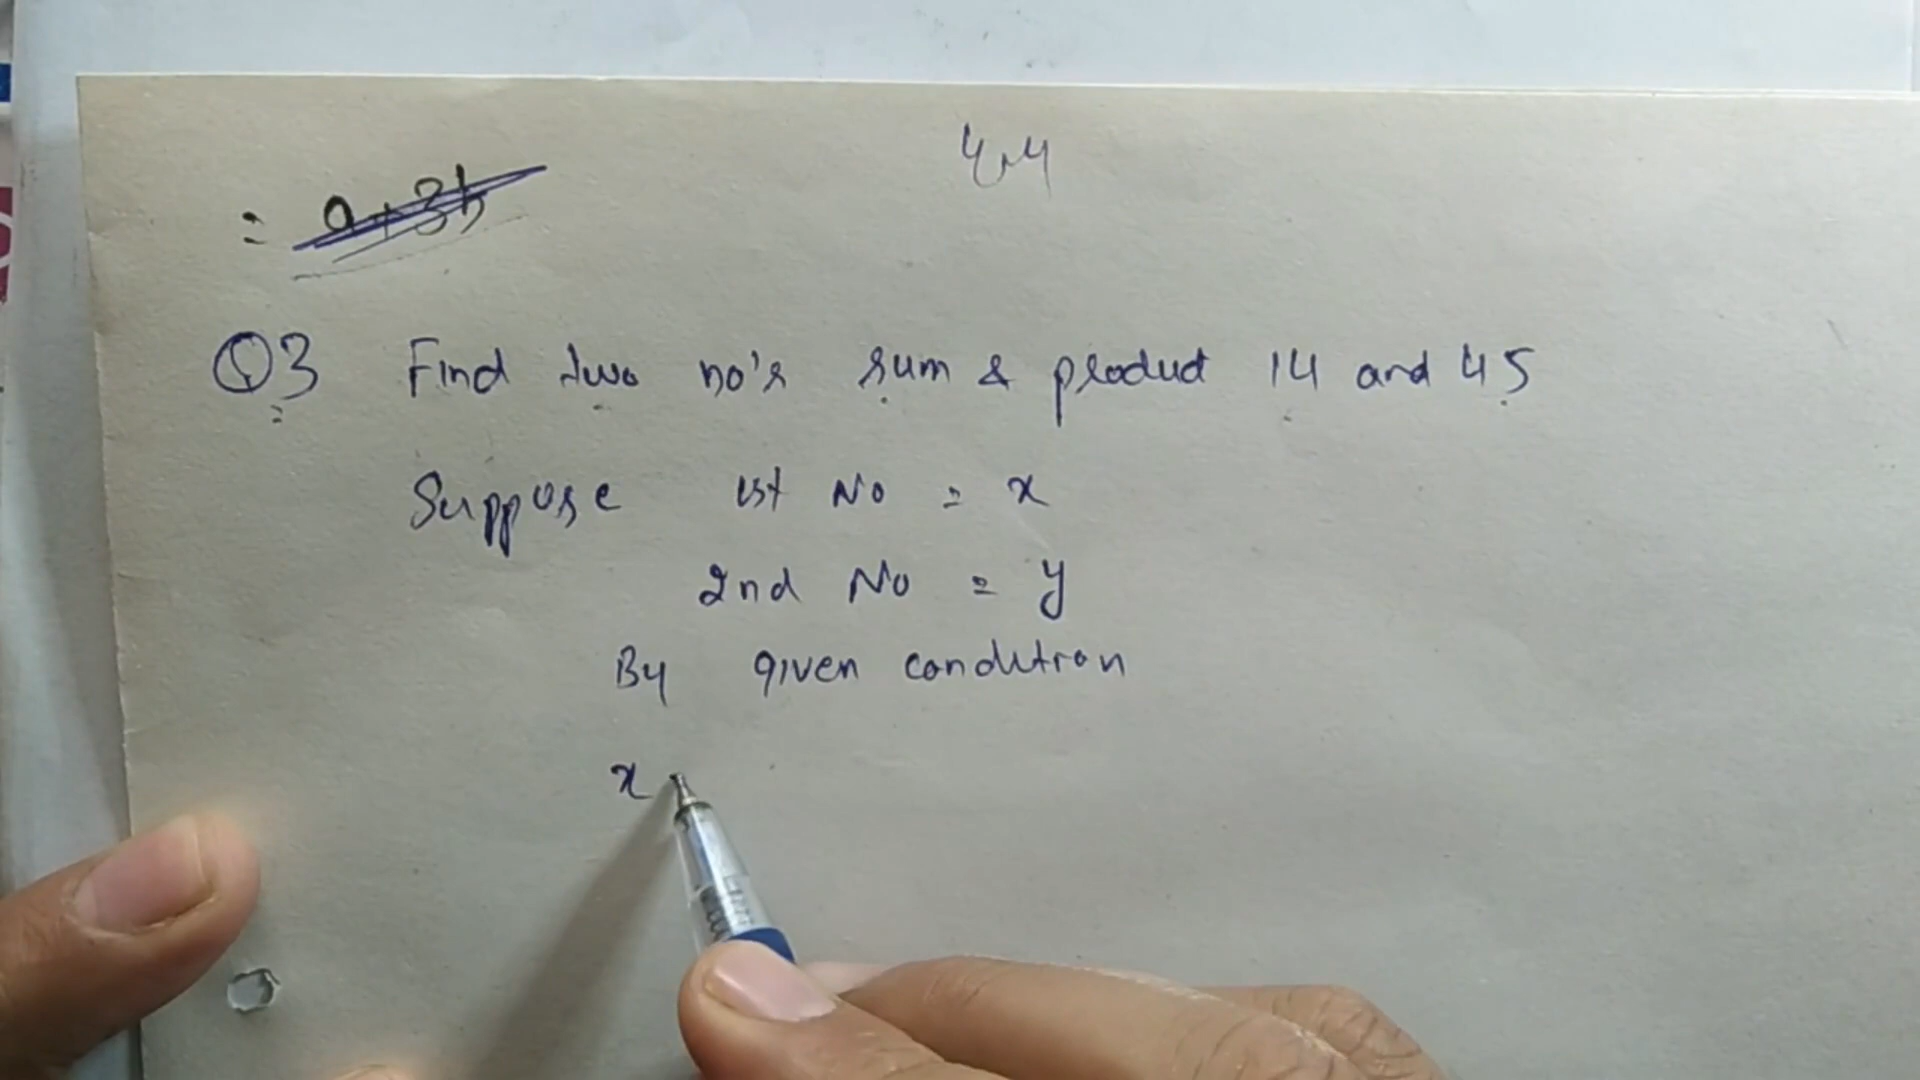 4.4
= a+3b
Q3 Find two no's sum & product 14 and 45
Suppose 1st No = x
2nd No = y
By given condition
x